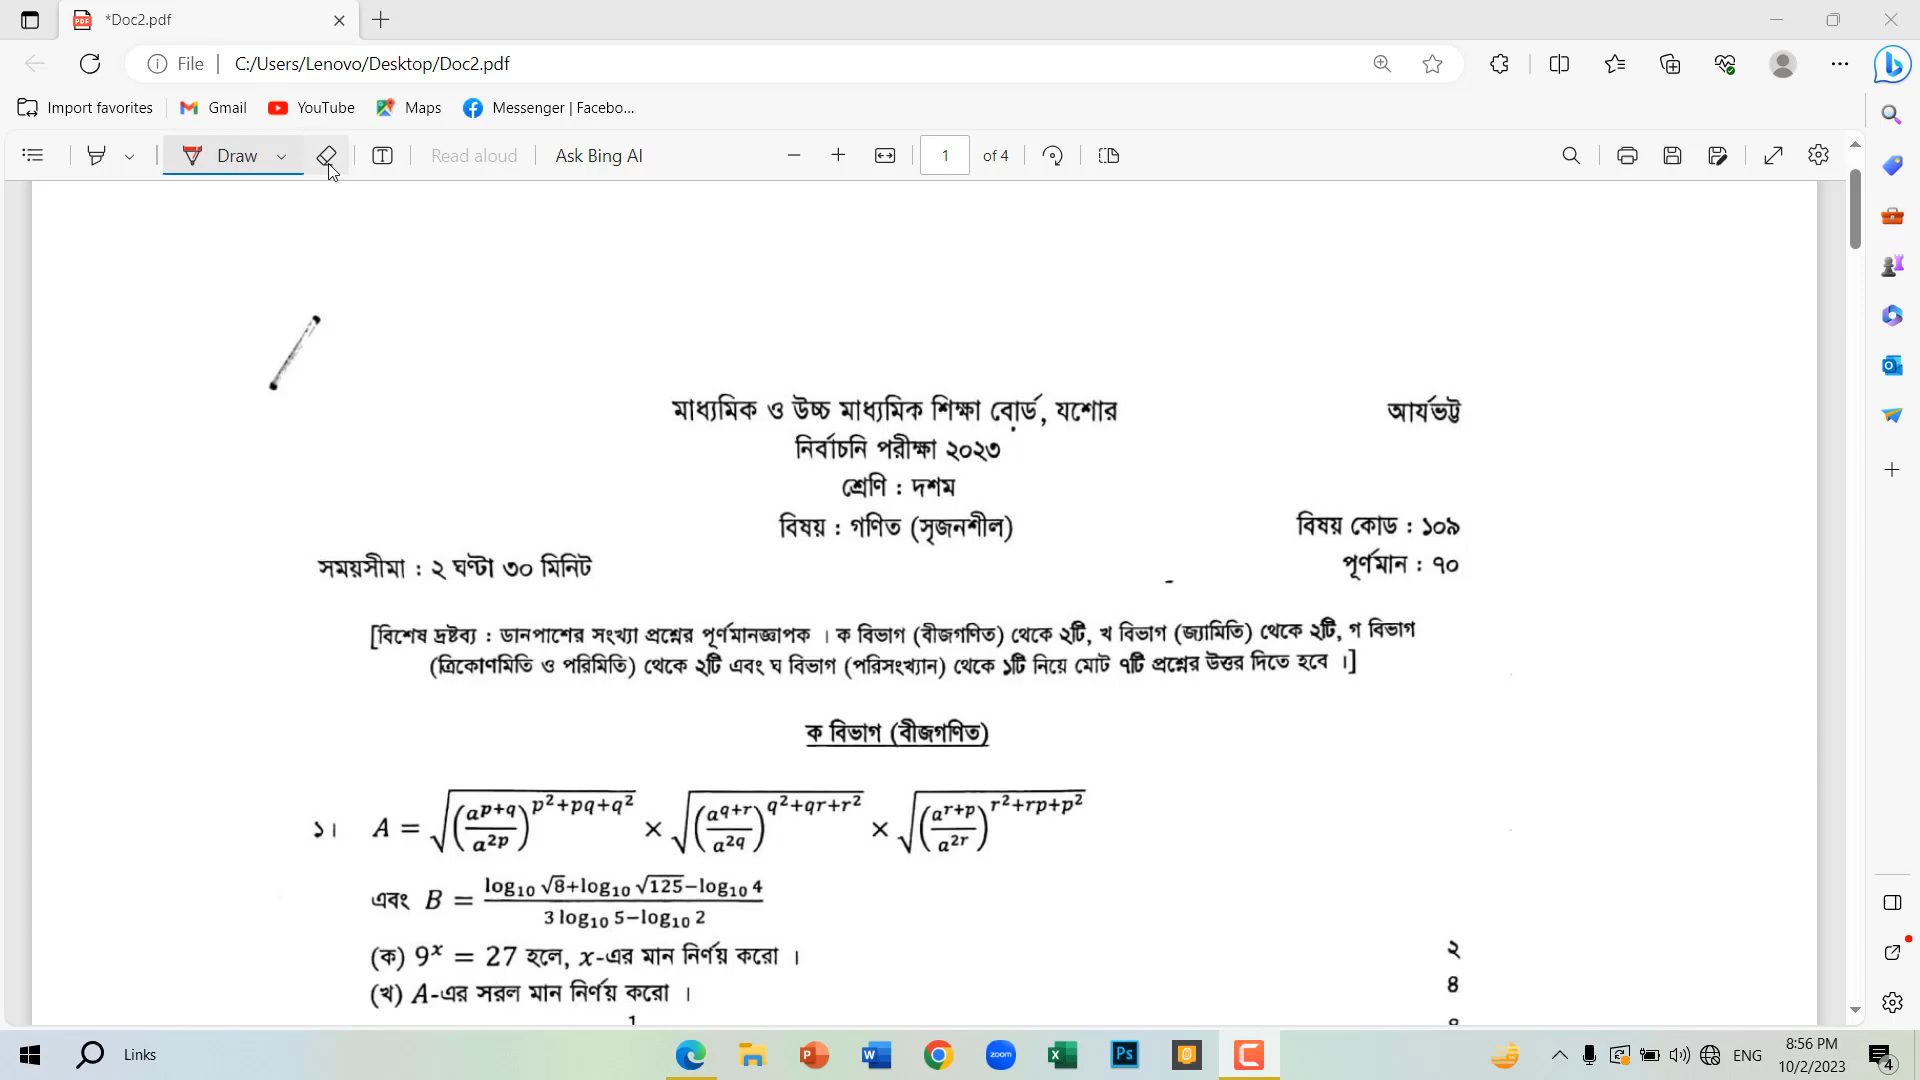 *Doc2.pdf
File
C:/Users/Lenovo/Desktop/Doc2.pdf
Import favorites
Gmail
YouTube
Maps
Messenger | Facebo...
Draw
Read aloud
Ask Bing AI
1
of 4
মাধ্যমিক ও উচ্চ মাধ্যমিক শিক্ষা বোর্ড, যশোর
আর্যভট্ট
নির্বাচনি পরীক্ষা ২০২৩
শ্রেণি : দশম
বিষয় : গণিত (সৃজনশীল)
বিষয় কোড : ১০৯
সময়সীমা : ২ ঘণ্টা ৩০ মিনিট
পূর্ণমান : ৭০
[বিশেষ দ্রষ্টব্য : ডানপাশের সংখ্যা প্রশ্নের পূর্ণমানজ্ঞাপক । ক বিভাগ (বীজগণিত) থেকে ২টি, খ বিভাগ (জ্যামিতি) থেকে ২টি, গ বিভাগ
(ত্রিকোণমিতি ও পরিমিতি) থেকে ২টি এবং ঘ বিভাগ (পরিসংখ্যান) থেকে ১টি নিয়ে মোট ৭টি প্রশ্নের উত্তর দিতে হবে ।]
ক বিভাগ (বীজগণিত)
১। A = √((a^(p+q)/a^(2p))^(p²+pq+q²)) × √((a^(q+r)/a^(2q))^(q²+qr+r²)) × √((a^(r+p)/a^(2r))^(r²+rp+p²))
এবং B = (log₁₀ √8+log₁₀ √125−log₁₀ 4)/(3 log₁₀ 5−log₁₀ 2)
(ক) 9ˣ = 27 হলে, x-এর মান নির্ণয় করো । ২
(খ) A-এর সরল মান নির্ণয় করো । ৪
Links
ENG
8:56 PM
10/2/2023
4